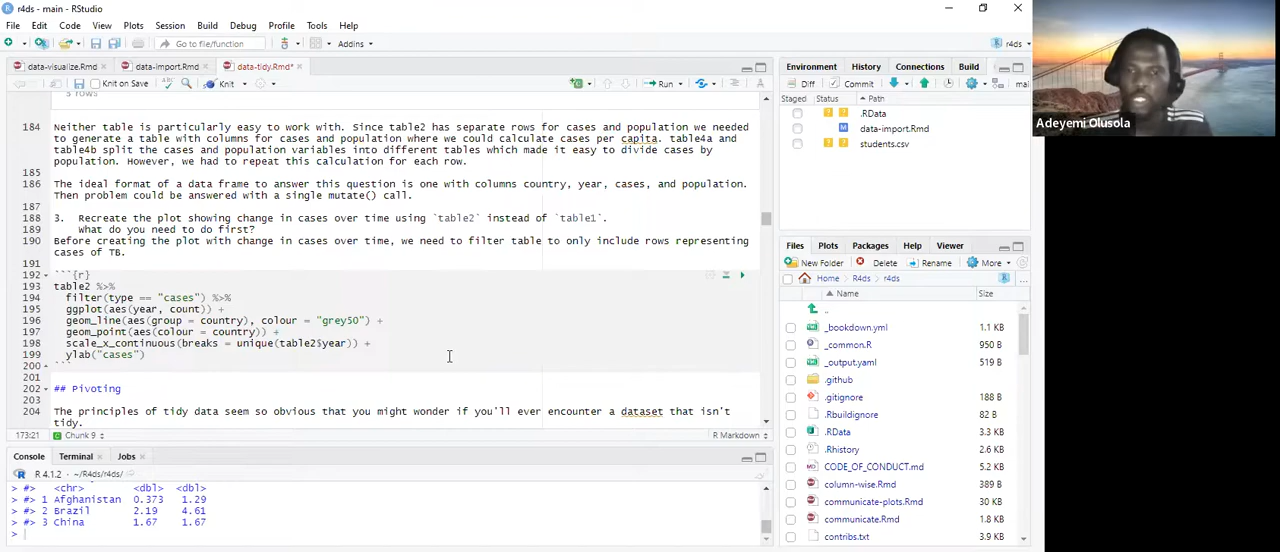 r4ds - main - RStudio
File Edit Code View Plots Session Build Debug Profile Tools Help
Go to file/function
Addins
r4ds
data-visualize.Rmd
data-import.Rmd
data-tidy.Rmd*
Knit on Save
Knit
Run
5 rows
184 Neither table is particularly easy to work with. Since table2 has separate rows for cases and population we needed
to generate a table with columns for cases and population where we could calculate cases per capita. table4a and
table4b split the cases and population variables into different tables which made it easy to divide cases by
population. However, we had to repeat this calculation for each row.
185
186 The ideal format of a data frame to answer this question is one with columns country, year, cases, and population.
187 Then problem could be answered with a single mutate() call.
188 3. Recreate the plot showing change in cases over time using `table2` instead of `table1`.
189 What do you need to do first?
190 Before creating the plot with change in cases over time, we need to filter table to only include rows representing
cases of TB.
191
192 ```{r}
193 table2 %>%
194 filter(type == "cases") %>%
195 ggplot(aes(year, count)) +
196 geom_line(aes(group = country), colour = "grey50") +
197 geom_point(aes(colour = country)) +
198 scale_x_continuous(breaks = unique(table2$year)) +
199 ylab("cases")
200 ```
201
202 ## Pivoting
203
204 The principles of tidy data seem so obvious that you might wonder if you'll ever encounter a dataset that isn't
tidy.
173:21 Chunk 9
R Markdown
Console Terminal Jobs
R 4.1.2 · ~/R4ds/r4ds/
> #> <chr> <dbl> <dbl>
> #> 1 Afghanistan 0.373 1.29
> #> 2 Brazil 2.19 4.61
> #> 3 China 1.67 1.67
>
Environment History Connections Build
Diff Commit
mai
Staged Status Path
.RData
M data-import.Rmd
students.csv
Files Plots Packages Help Viewer
New Folder Delete Rename More
Home R4ds r4ds
...
Name Size
..
_bookdown.yml 1.1 KB
_common.R 950 B
_output.yaml 519 B
.github
.gitignore 188 B
.Rbuildignore 82 B
.RData 3.3 KB
.Rhistory 2.6 KB
CODE_OF_CONDUCT.md 5.2 KB
column-wise.Rmd
communicate-plots.Rmd 30 KB
communicate.Rmd 1.8 KB
contribs.txt 3.9 KB
Adeyemi Olusola